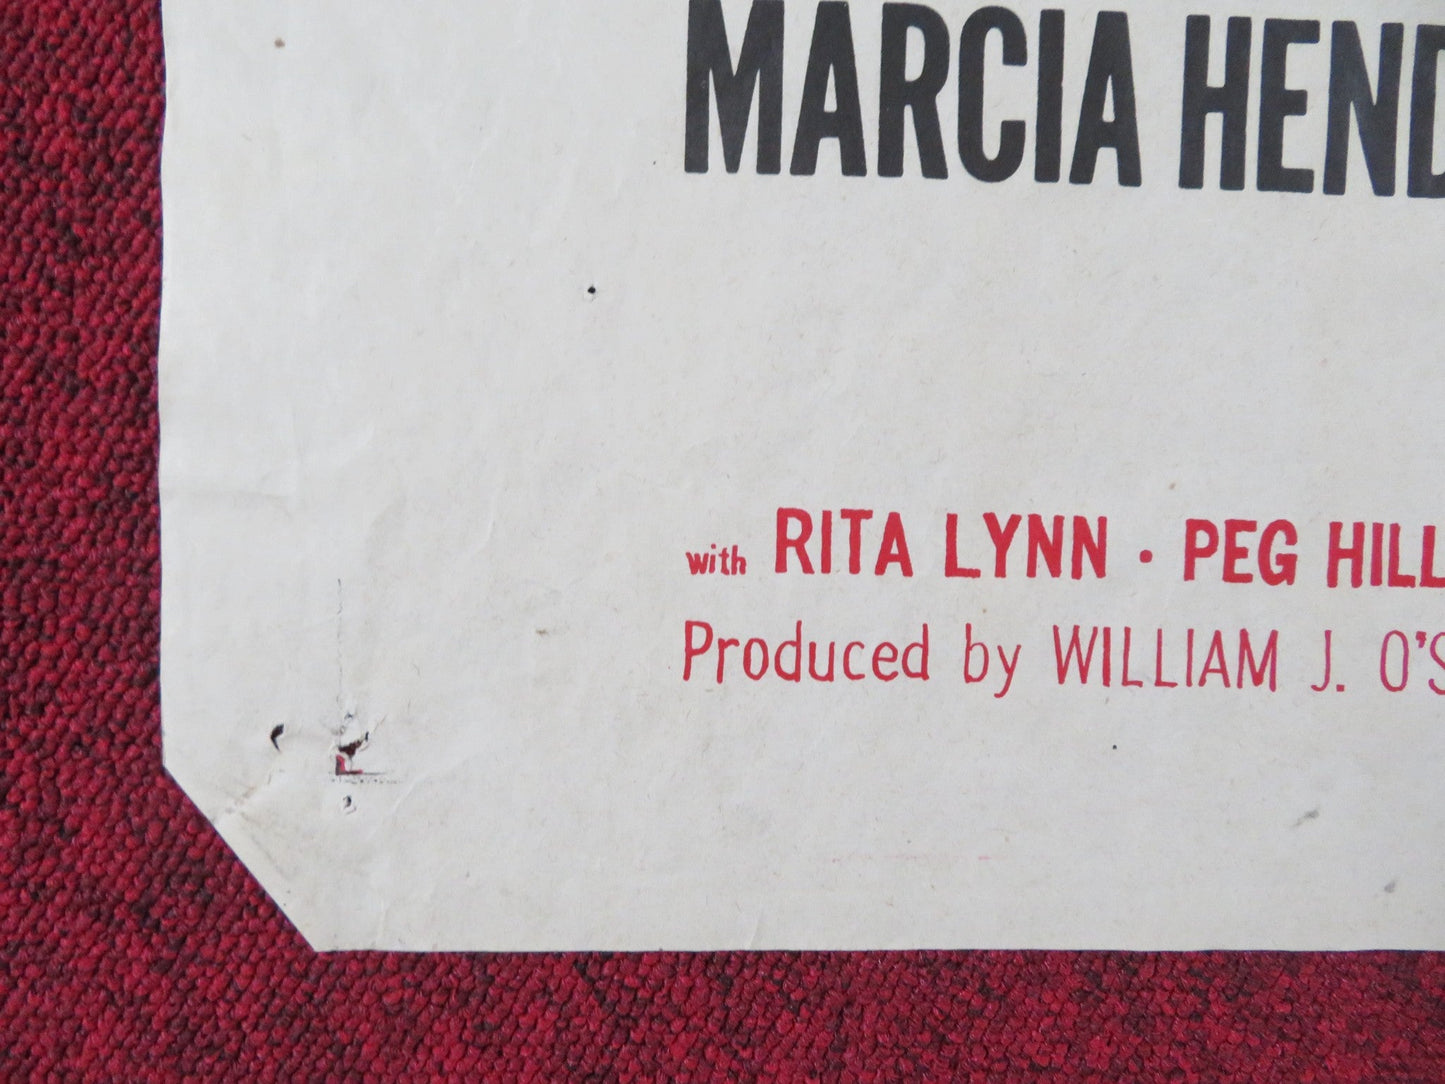 MARCIA HEND
with RITA LYNN · PEG HILL
Produced by WILLIAM J. O'S